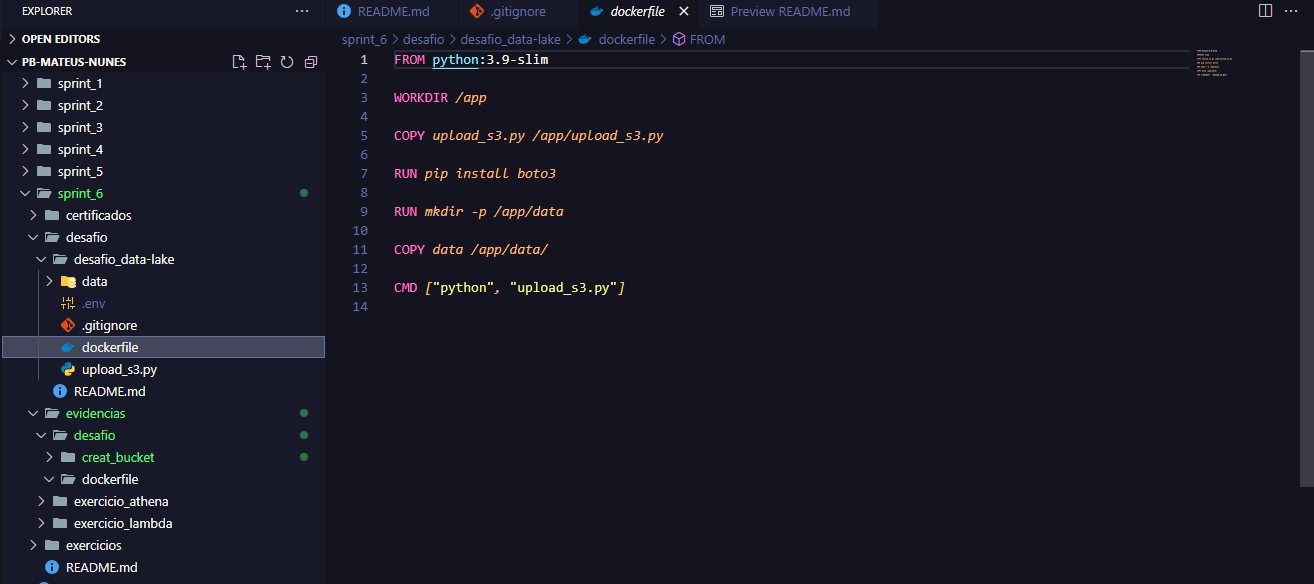 EXPLORER
OPEN EDITORS
PB-MATEUS-NUNES
sprint_1
sprint_2
sprint_3
sprint_4
sprint_5
sprint_6
certificados
desafio
desafio_data-lake
data
.env
.gitignore
dockerfile
upload_s3.py
README.md
evidencias
desafio
creat_bucket
dockerfile
exercicio_athena
exercicio_lambda
exercicios
README.md
README.md .gitignore dockerfile Preview README.md
sprint_6 > desafio > desafio_data-lake > dockerfile > FROM
1 FROM python:3.9-slim
2
3 WORKDIR /app
4
5 COPY upload_s3.py /app/upload_s3.py
6
7 RUN pip install boto3
8
9 RUN mkdir -p /app/data
10
11 COPY data /app/data/
12
13 CMD ["python", "upload_s3.py"]
14